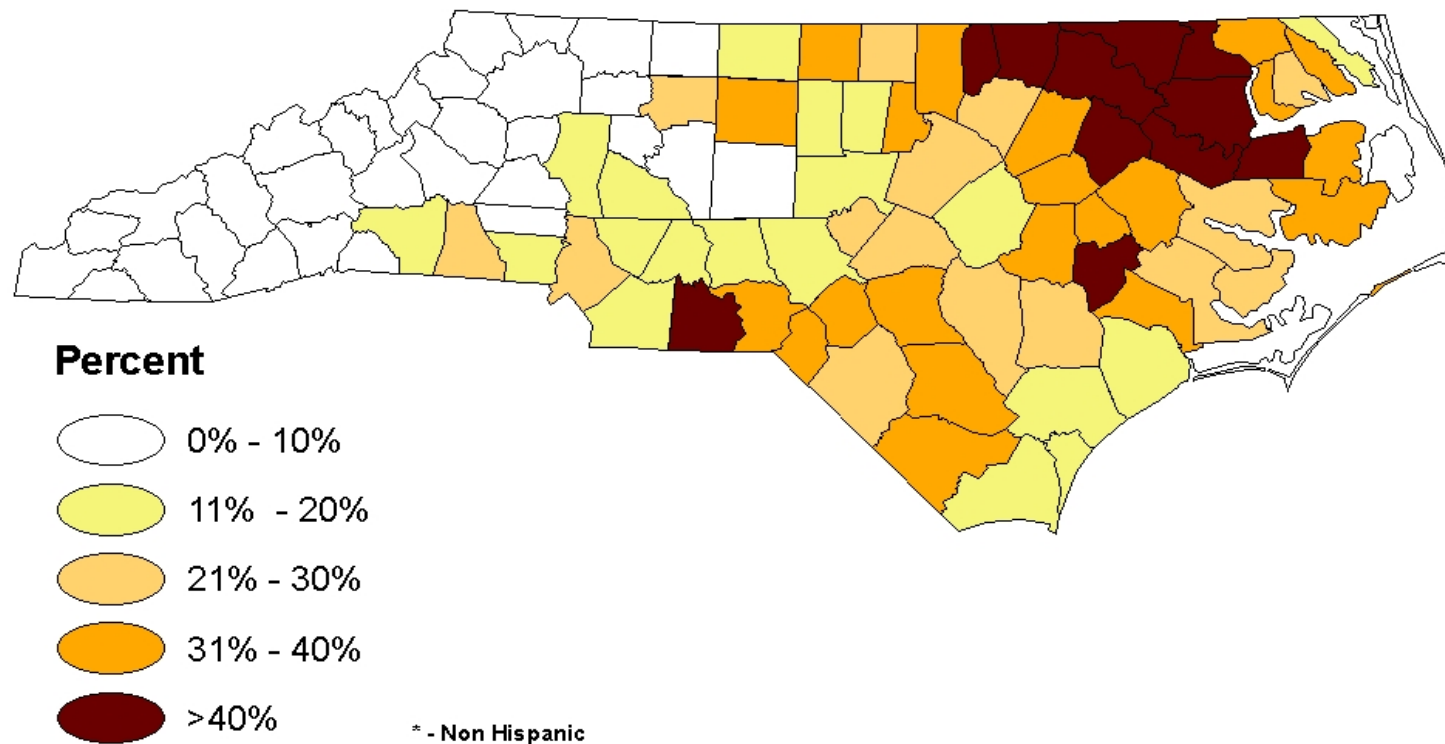 Percent
0% - 10%
11% - 20%
21% - 30%
31% - 40%
>40%
* - Non Hispanic